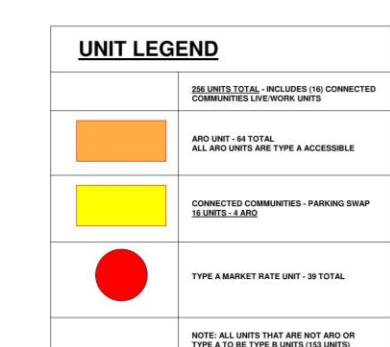 UNIT LEGEND
256 UNITS TOTAL - INCLUDES (16) CONNECTED
COMMUNITIES LIVE/WORK UNITS
ARO UNIT - 64 TOTAL
ALL ARO UNITS ARE TYPE A ACCESSIBLE
CONNECTED COMMUNITIES - PARKING SWAP
16 UNITS - 4 ARO
TYPE A MARKET RATE UNIT - 39 TOTAL
NOTE: ALL UNITS THAT ARE NOT ARO OR
TYPE A TO BE TYPE B UNITS (153 UNITS)